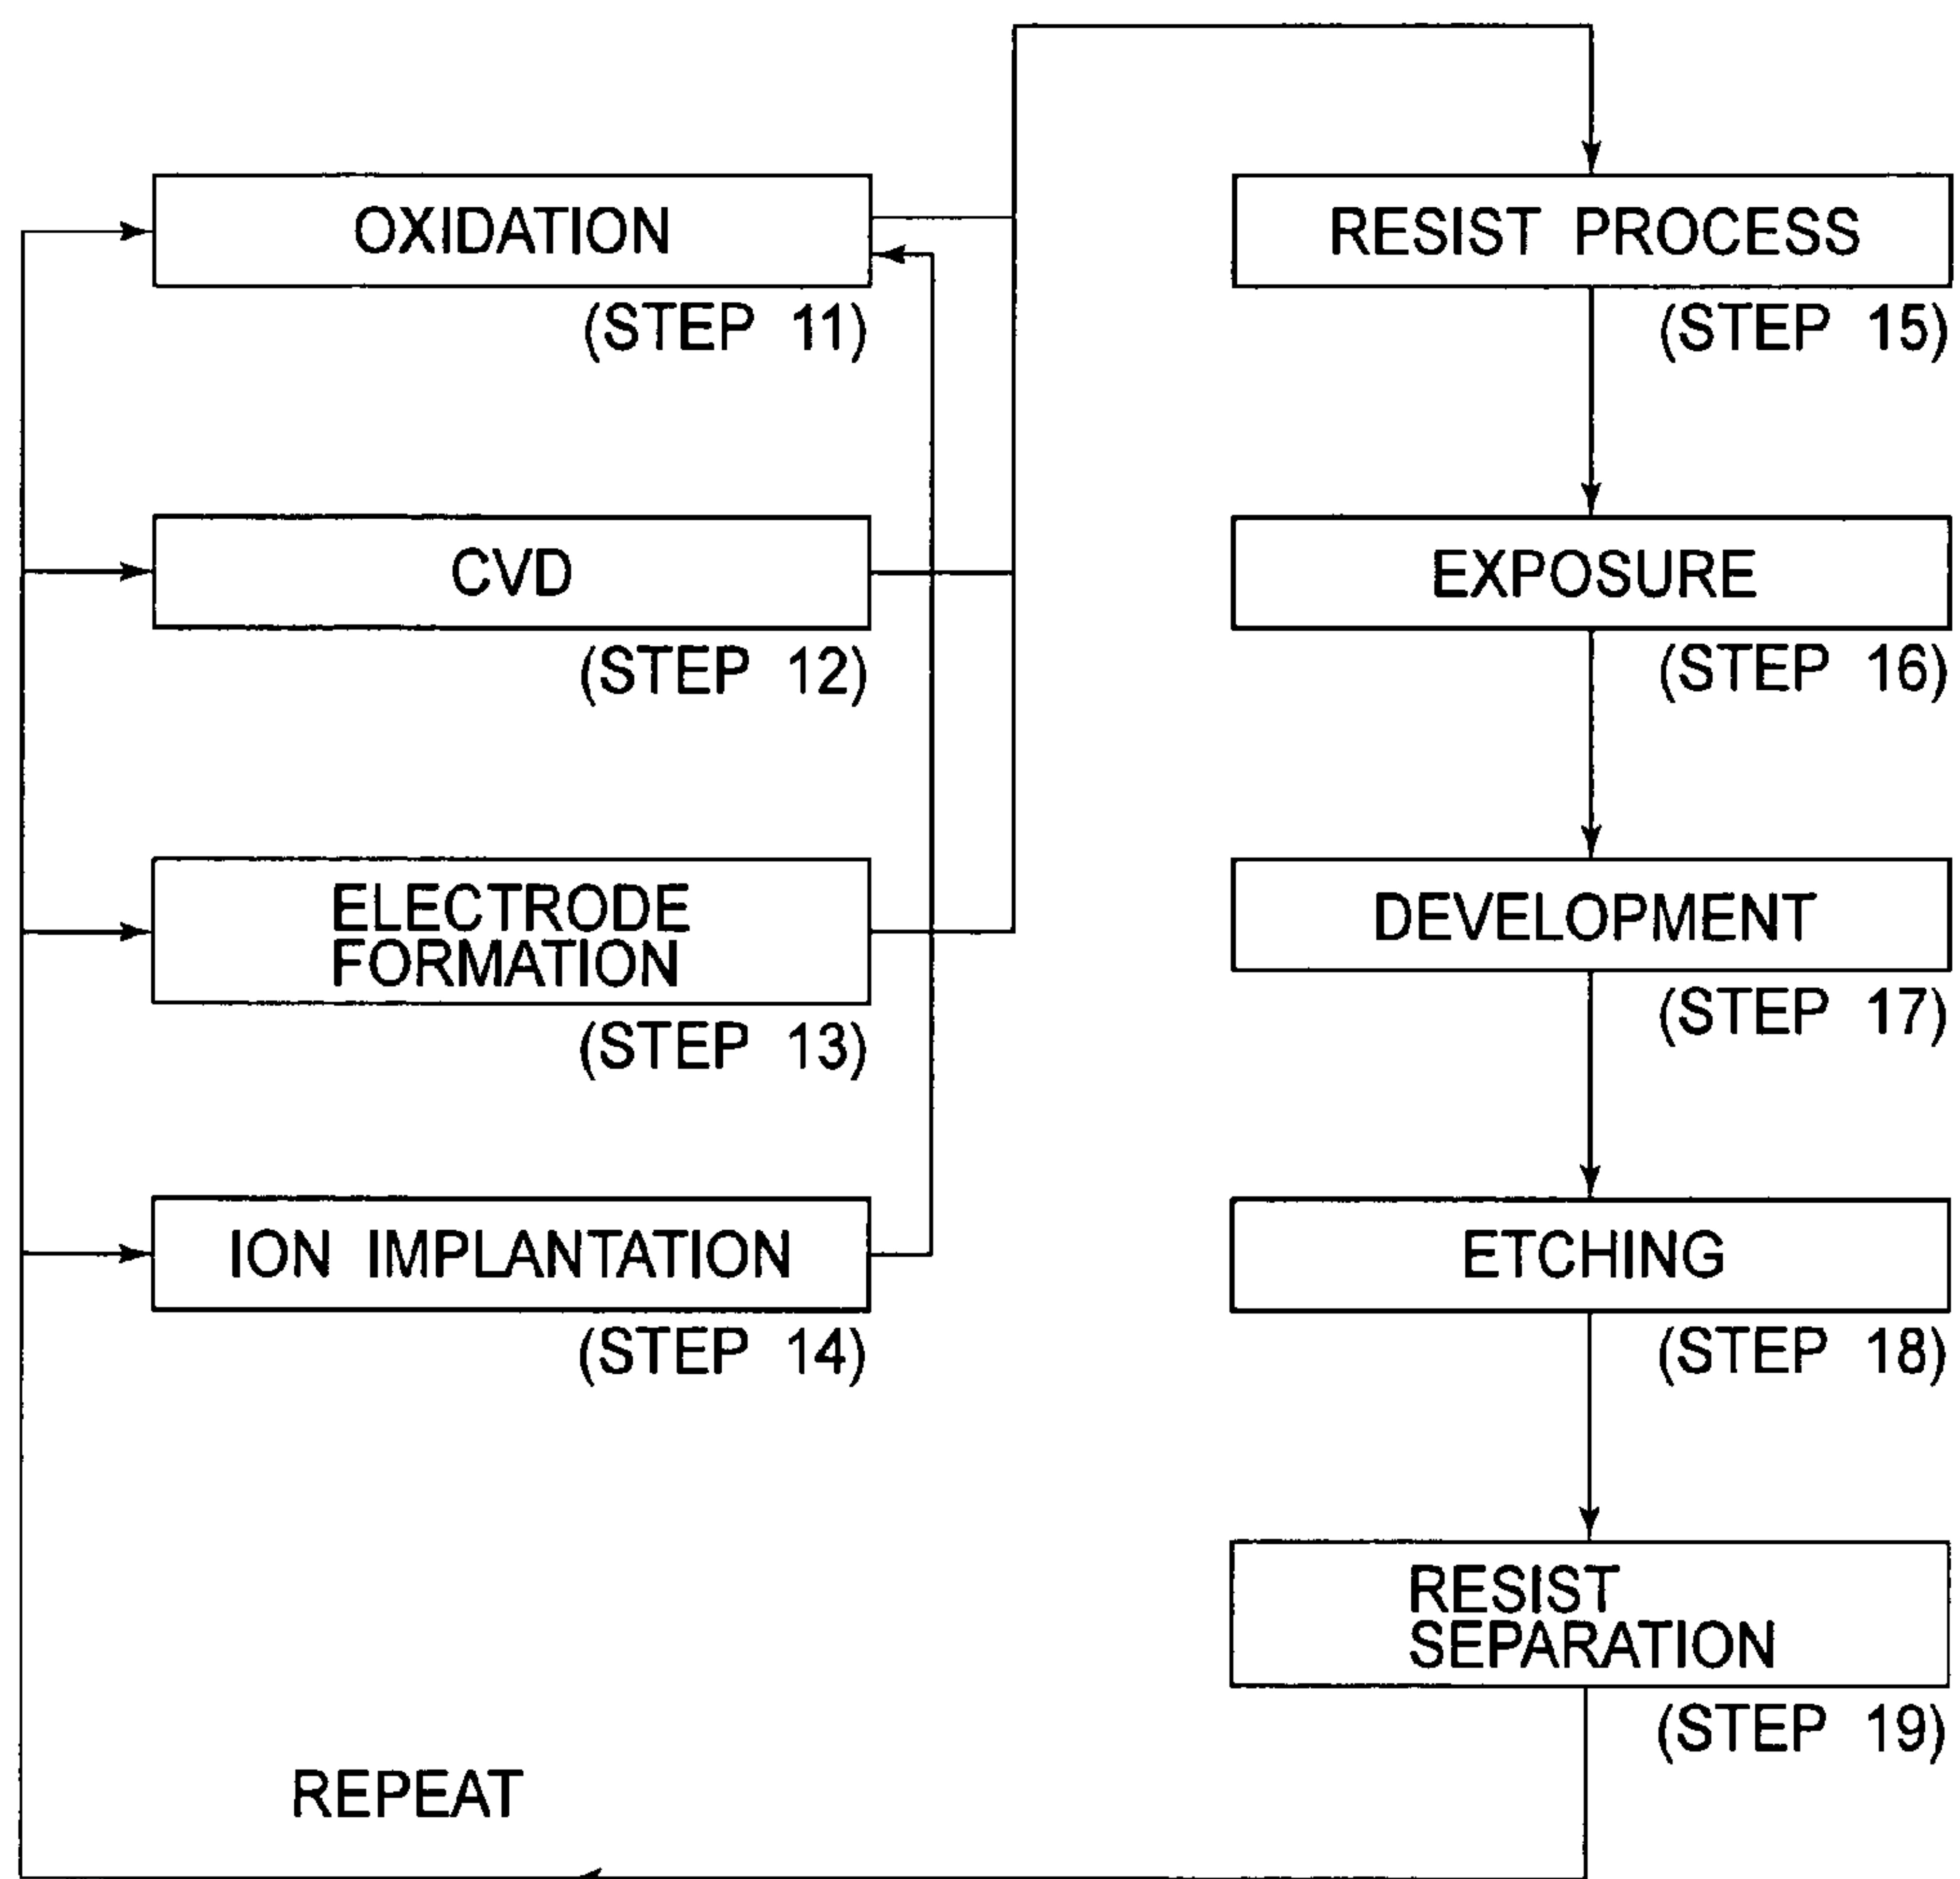 OXIDATION
(STEP 11)
CVD
(STEP 12)
ELECTRODE
FORMATION
(STEP 13)
ION IMPLANTATION
(STEP 14)
RESIST PROCESS
(STEP 15)
EXPOSURE
(STEP 16)
DEVELOPMENT
(STEP 17)
ETCHING
(STEP 18)
RESIST
SEPARATION
(STEP 19)
REPEAT